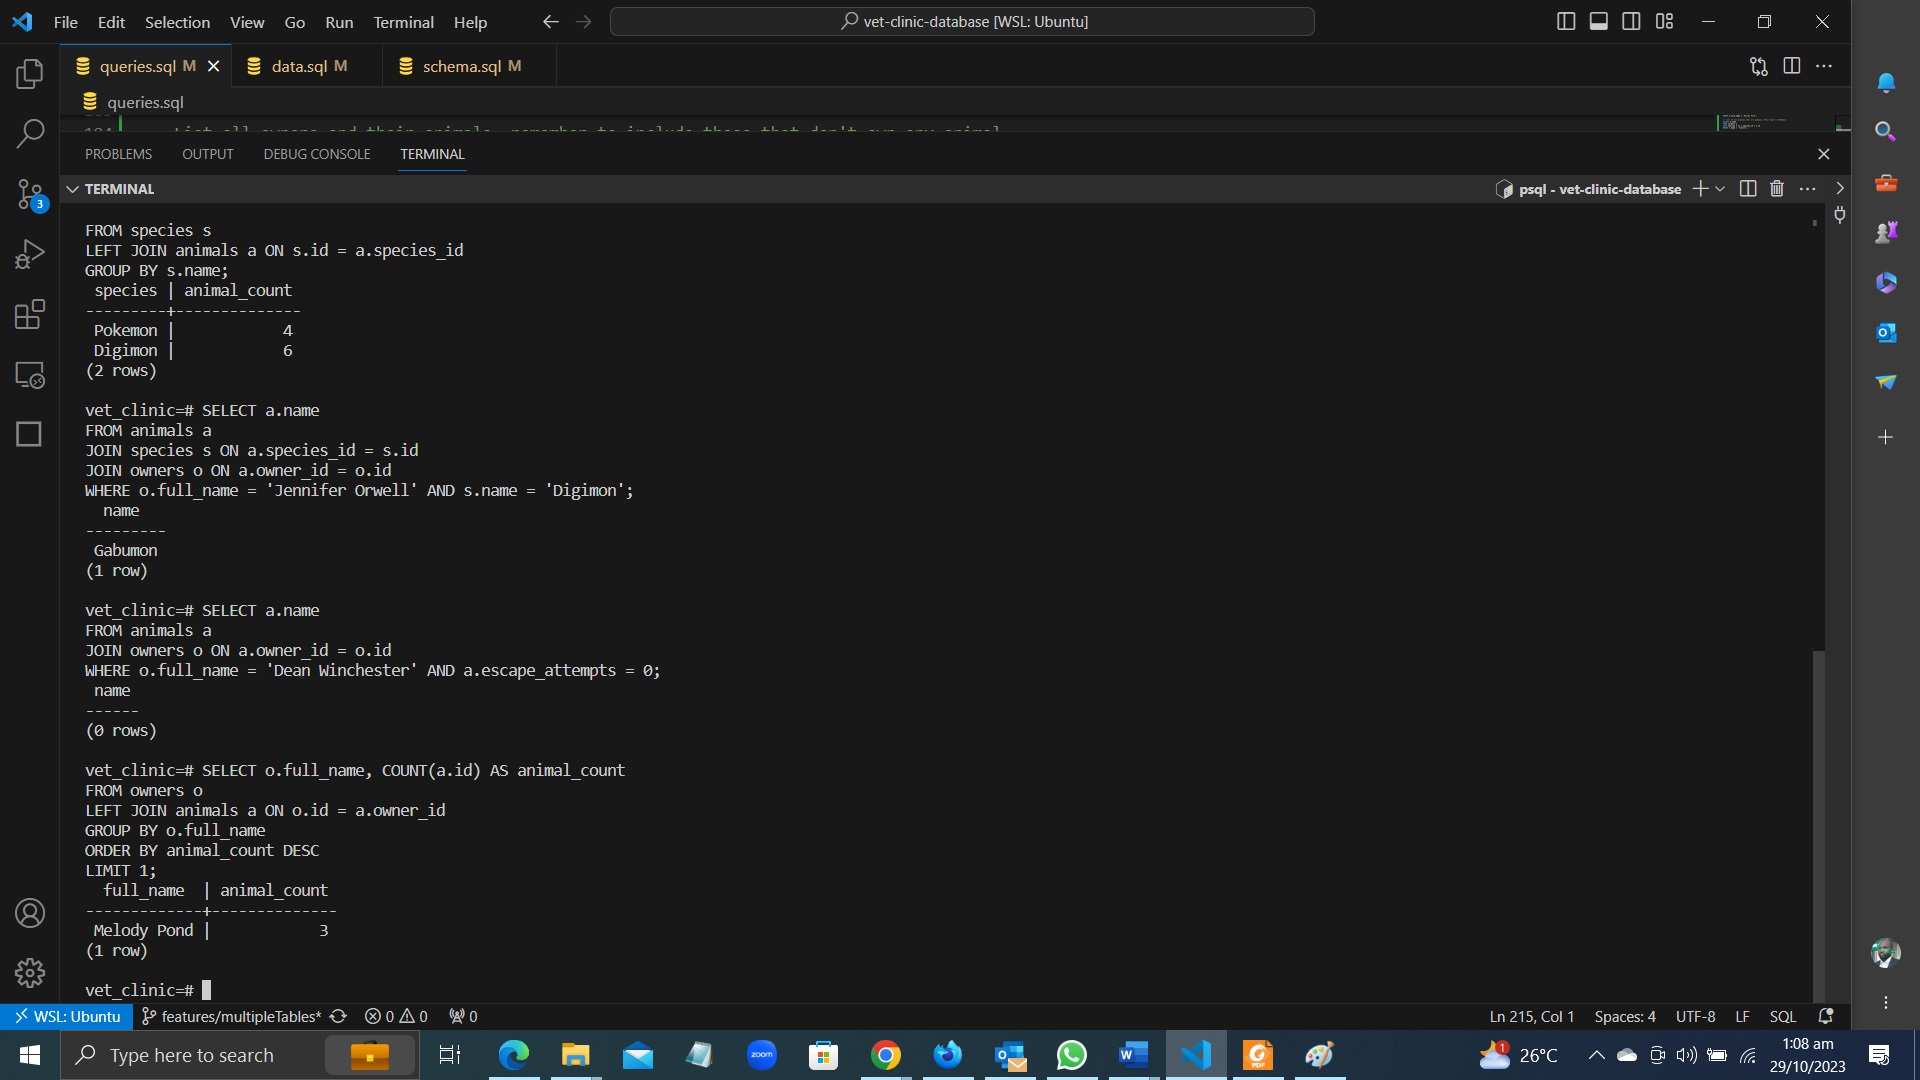 File Edit Selection View Go Run Terminal Help
vet-clinic-database [WSL: Ubuntu]
queries.sql M
data.sql M
schema.sql M
queries.sql
PROBLEMS OUTPUT DEBUG CONSOLE TERMINAL
TERMINAL
psql - vet-clinic-database
FROM species s
LEFT JOIN animals a ON s.id = a.species_id
GROUP BY s.name;
species | animal_count
---------+--------------
Pokemon | 4
Digimon | 6
(2 rows)
vet_clinic=# SELECT a.name
FROM animals a
JOIN species s ON a.species_id = s.id
JOIN owners o ON a.owner_id = o.id
WHERE o.full_name = 'Jennifer Orwell' AND s.name = 'Digimon';
name
---------
Gabumon
(1 row)
vet_clinic=# SELECT a.name
FROM animals a
JOIN owners o ON a.owner_id = o.id
WHERE o.full_name = 'Dean Winchester' AND a.escape_attempts = 0;
name
------
(0 rows)
vet_clinic=# SELECT o.full_name, COUNT(a.id) AS animal_count
FROM owners o
LEFT JOIN animals a ON o.id = a.owner_id
GROUP BY o.full_name
ORDER BY animal_count DESC
LIMIT 1;
full_name | animal_count
-------------+--------------
Melody Pond | 3
(1 row)
vet_clinic=#
3
WSL: Ubuntu features/multipleTables* 0 0 0
Ln 215, Col 1 Spaces: 4 UTF-8 LF SQL
Type here to search
zoom
1
26°C
1:08 am
29/10/2023